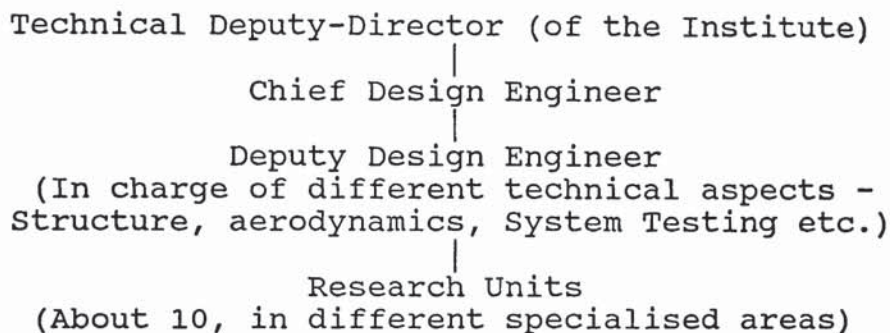 Technical Deputy-Director (of the Institute)
Chief Design Engineer
Deputy Design Engineer
(In charge of different technical aspects -
Structure, aerodynamics, System Testing etc.)
Research Units
(About 10, in different specialised areas)